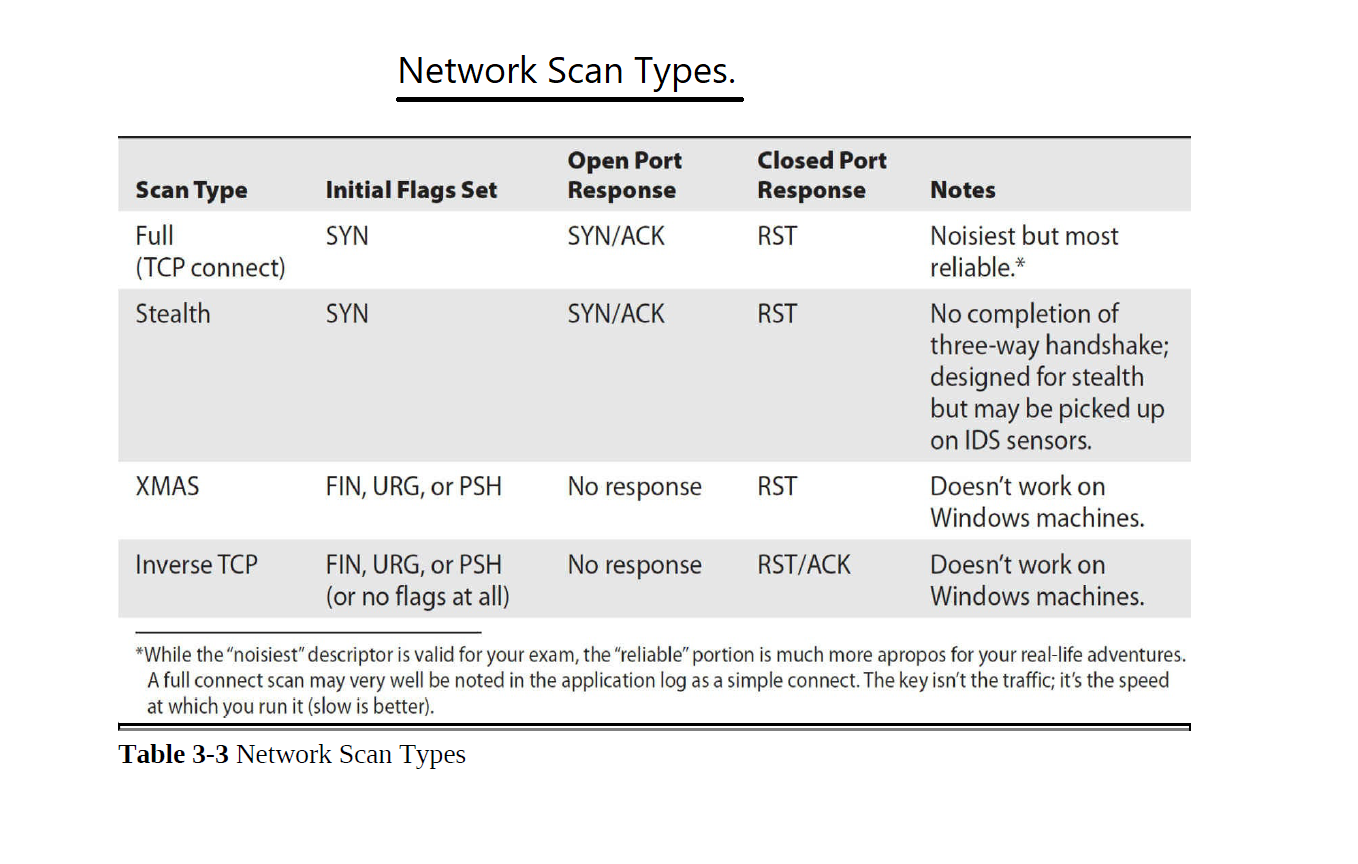 Network Scan Types.
Scan Type Initial Flags Set Open Port Response Closed Port Response Notes
Full (TCP connect) SYN SYN/ACK RST Noisiest but most reliable.*
Stealth SYN SYN/ACK RST No completion of three-way handshake; designed for stealth but may be picked up on IDS sensors.
XMAS FIN, URG, or PSH No response RST Doesn’t work on Windows machines.
Inverse TCP FIN, URG, or PSH (or no flags at all) No response RST/ACK Doesn’t work on Windows machines.
*While the “noisiest” descriptor is valid for your exam, the “reliable” portion is much more apropos for your real-life adventures.
A full connect scan may very well be noted in the application log as a simple connect. The key isn’t the traffic; it’s the speed
at which you run it (slow is better).
Table 3-3 Network Scan Types